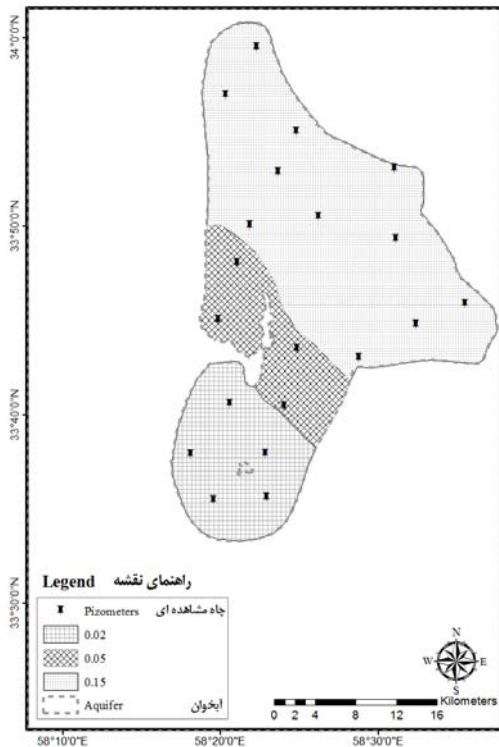 34°0'0"N
33°50'0"N
33°40'0"N
33°30'0"N
Legend راهنمای نقشه
Pizometers چاه مشاهده ای
0.02
0.05
0.15
Aquifer آبخوان
N
W E
S
Kilometers
0 2 4 8 12 16
58°10'0"E 58°20'0"E 58°30'0"E